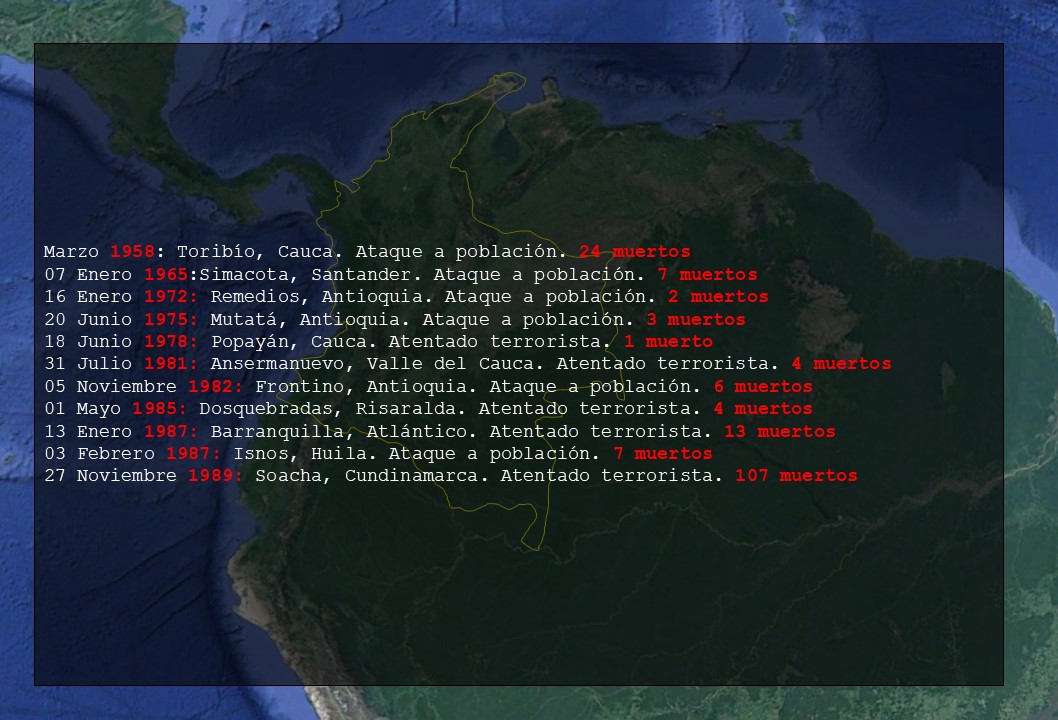 Marzo 1958: Toribío, Cauca. Ataque a población. 24 muertos
07 Enero 1965:Simacota, Santander. Ataque a población. 7 muertos
16 Enero 1972: Remedios, Antioquia. Ataque a población. 2 muertos
20 Junio 1975: Mutatá, Antioquia. Ataque a población. 3 muertos
18 Junio 1978: Popayán, Cauca. Atentado terrorista. 1 muerto
31 Julio 1981: Ansermanuevo, Valle del Cauca. Atentado terrorista. 4 muertos
05 Noviembre 1982: Frontino, Antioquia. Ataque a población. 6 muertos
01 Mayo 1985: Dosquebradas, Risaralda. Atentado terrorista. 4 muertos
13 Enero 1987: Barranquilla, Atlántico. Atentado terrorista. 13 muertos
03 Febrero 1987: Isnos, Huila. Ataque a población. 7 muertos
27 Noviembre 1989: Soacha, Cundinamarca. Atentado terrorista. 107 muertos